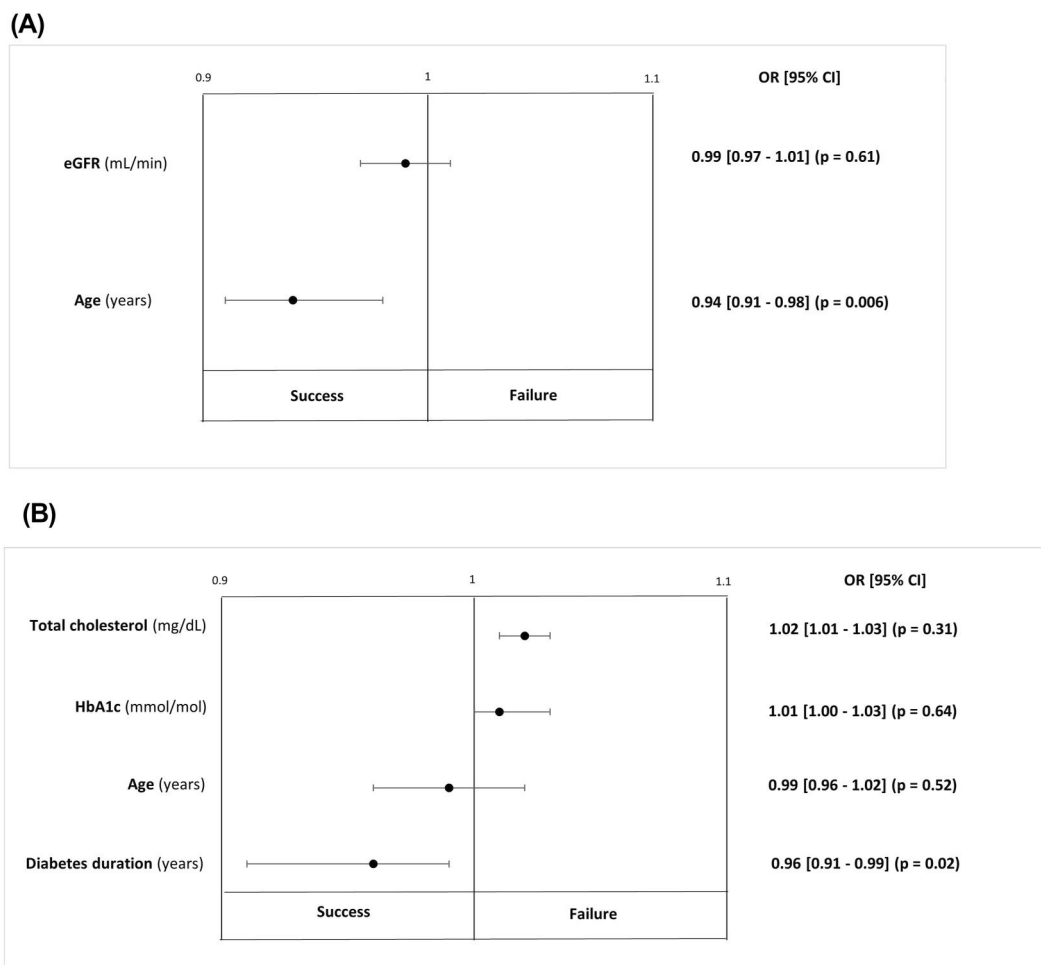 (A)
0.9 1 1.1 OR [95% CI]
eGFR (mL/min) 0.99 [0.97 - 1.01] (p = 0.61)
Age (years) 0.94 [0.91 - 0.98] (p = 0.006)
Success Failure
(B)
0.9 1 1.1 OR [95% CI]
Total cholesterol (mg/dL) 1.02 [1.01 - 1.03] (p = 0.31)
HbA1c (mmol/mol) 1.01 [1.00 - 1.03] (p = 0.64)
Age (years) 0.99 [0.96 - 1.02] (p = 0.52)
Diabetes duration (years) 0.96 [0.91 - 0.99] (p = 0.02)
Success Failure